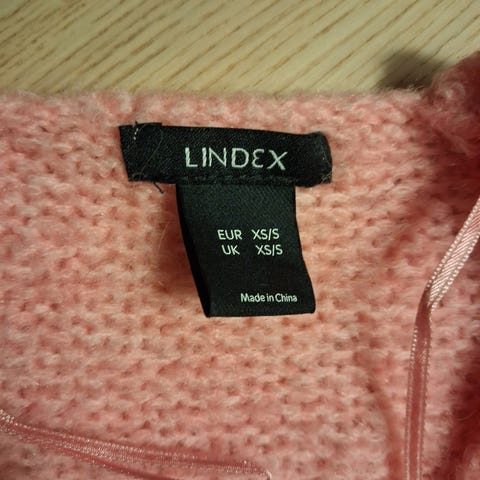 LINDEX
EUR XS/S
UK XS/S
Made in China